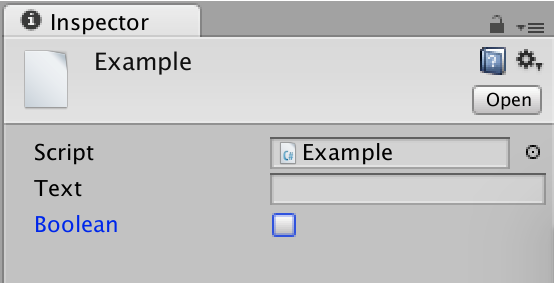 Inspector
Example
Open
Script C# Example
Text
Boolean